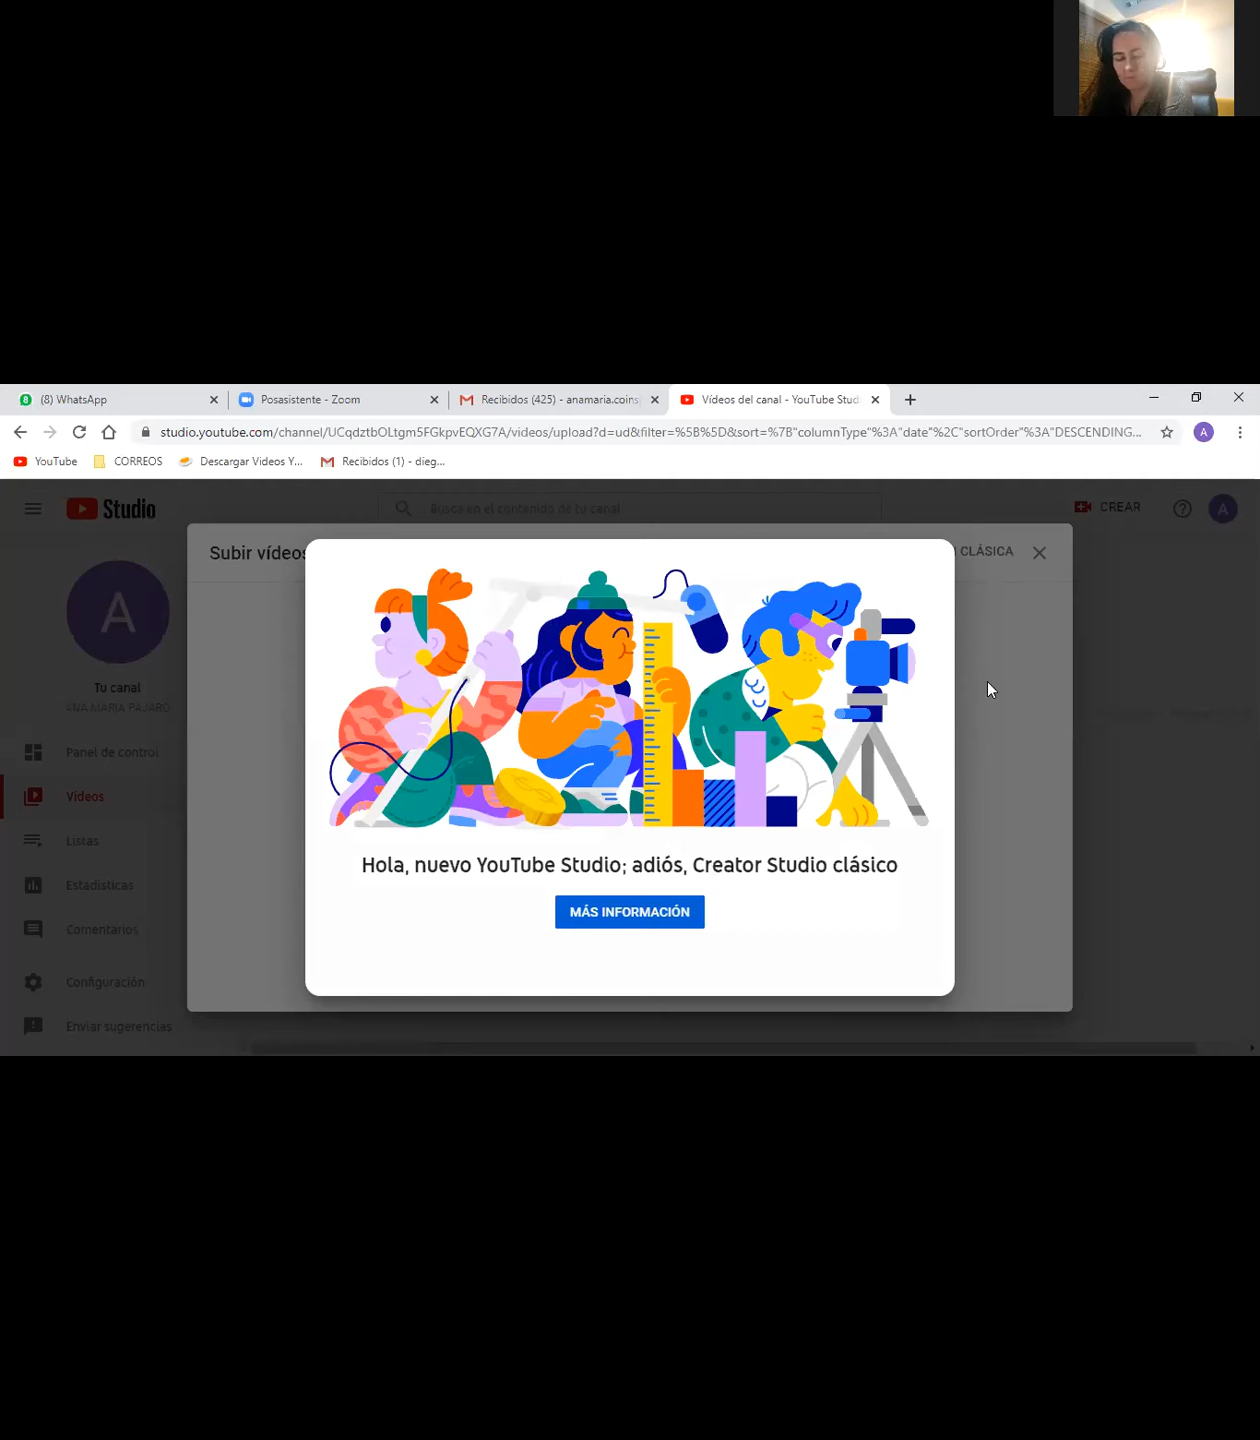 (8) WhatsApp
Posasistente - Zoom
Recibidos (425) - anamaria.coins
Vídeos del canal - YouTube Stud
studio.youtube.com/channel/UCqdztbOLtgm5FGkpvEQXG7A/videos/upload?d=ud&filter=%5B%5D&sort=%7B"columnType"%3A"date"%2C"sortOrder"%3A"DESCENDING...
A
YouTube
CORREOS
Descargar Videos Y...
Recibidos (1) - dieg...
Studio
Busca en el contenido de tu canal
CREAR
A
Subir vídeos
CLÁSICA
A
Tu canal
ANA MARIA PAJARO
Panel de control
Vídeos
Listas
Estadísticas
Comentarios
Configuración
Enviar sugerencias
Hola, nuevo YouTube Studio; adiós, Creator Studio clásico
MÁS INFORMACIÓN